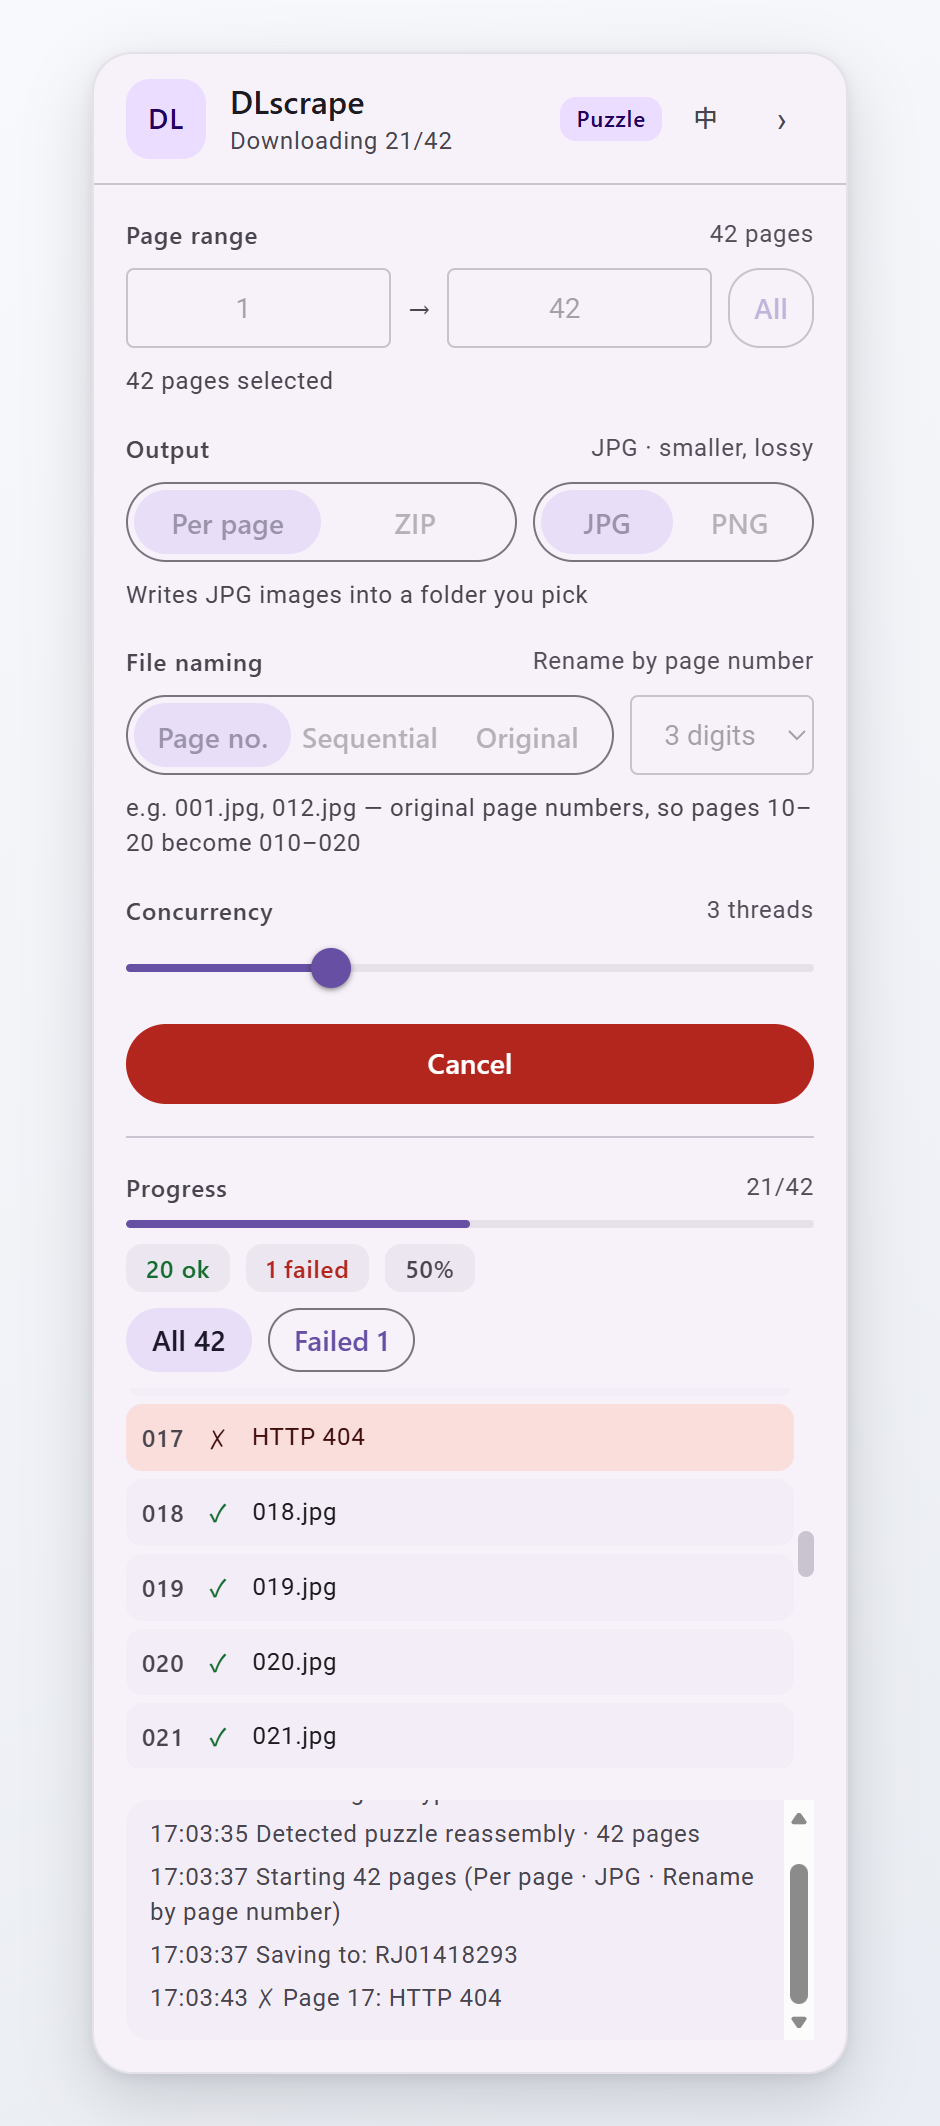 DL
DLscrape
Downloading 21/42
Puzzle
中
›
Page range
42 pages
1
→
42
All
42 pages selected
Output
JPG · smaller, lossy
Per page
ZIP
JPG
PNG
Writes JPG images into a folder you pick
File naming
Rename by page number
Page no.
Sequential
Original
3 digits
e.g. 001.jpg, 012.jpg — original page numbers, so pages 10–
20 become 010–020
Concurrency
3 threads
Cancel
Progress
21/42
20 ok
1 failed
50%
All 42
Failed 1
017 ✗ HTTP 404
018 ✓ 018.jpg
019 ✓ 019.jpg
020 ✓ 020.jpg
021 ✓ 021.jpg
17:03:35 Detected puzzle reassembly · 42 pages
17:03:37 Starting 42 pages (Per page · JPG · Rename
by page number)
17:03:37 Saving to: RJ01418293
17:03:43 ✗ Page 17: HTTP 404